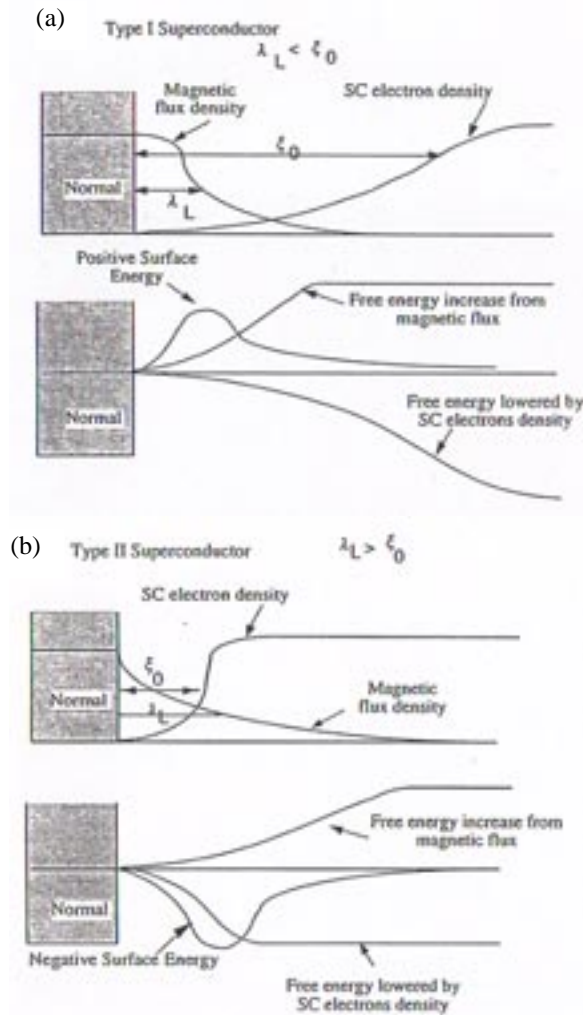 (a)
Type I Superconductor
λ L < ξ 0
Magnetic
flux density
SC electron density
ξ0
Normal
λ L
Positive Surface
Energy
Free energy increase from
magnetic flux
Normal
Free energy lowered by
SC electrons density
(b)
Type II Superconductor
λL > ξ0
SC electron density
ξ0
Normal
λL
Magnetic
flux density
Free energy increase from
magnetic flux
Normal
Negative Surface Energy
Free energy lowered by
SC electrons density